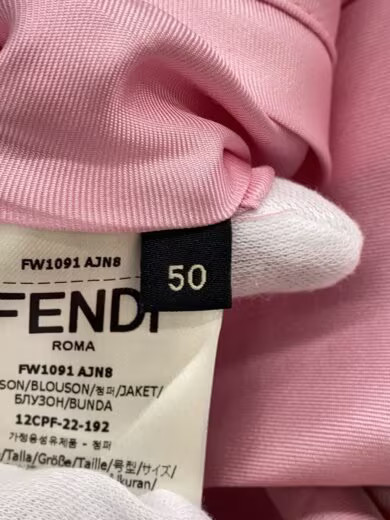 FW1091 AJN8
50
FENDI
ROMA
FW1091 AJN8
SON/BLOUSON/점퍼/JAKET/
БЛУЗОН/BUNDA
12CPF-22-192
가정용섬유제품 - 점퍼
/Talla/Größe/Taille/号型/サイズ/
Ukuran/